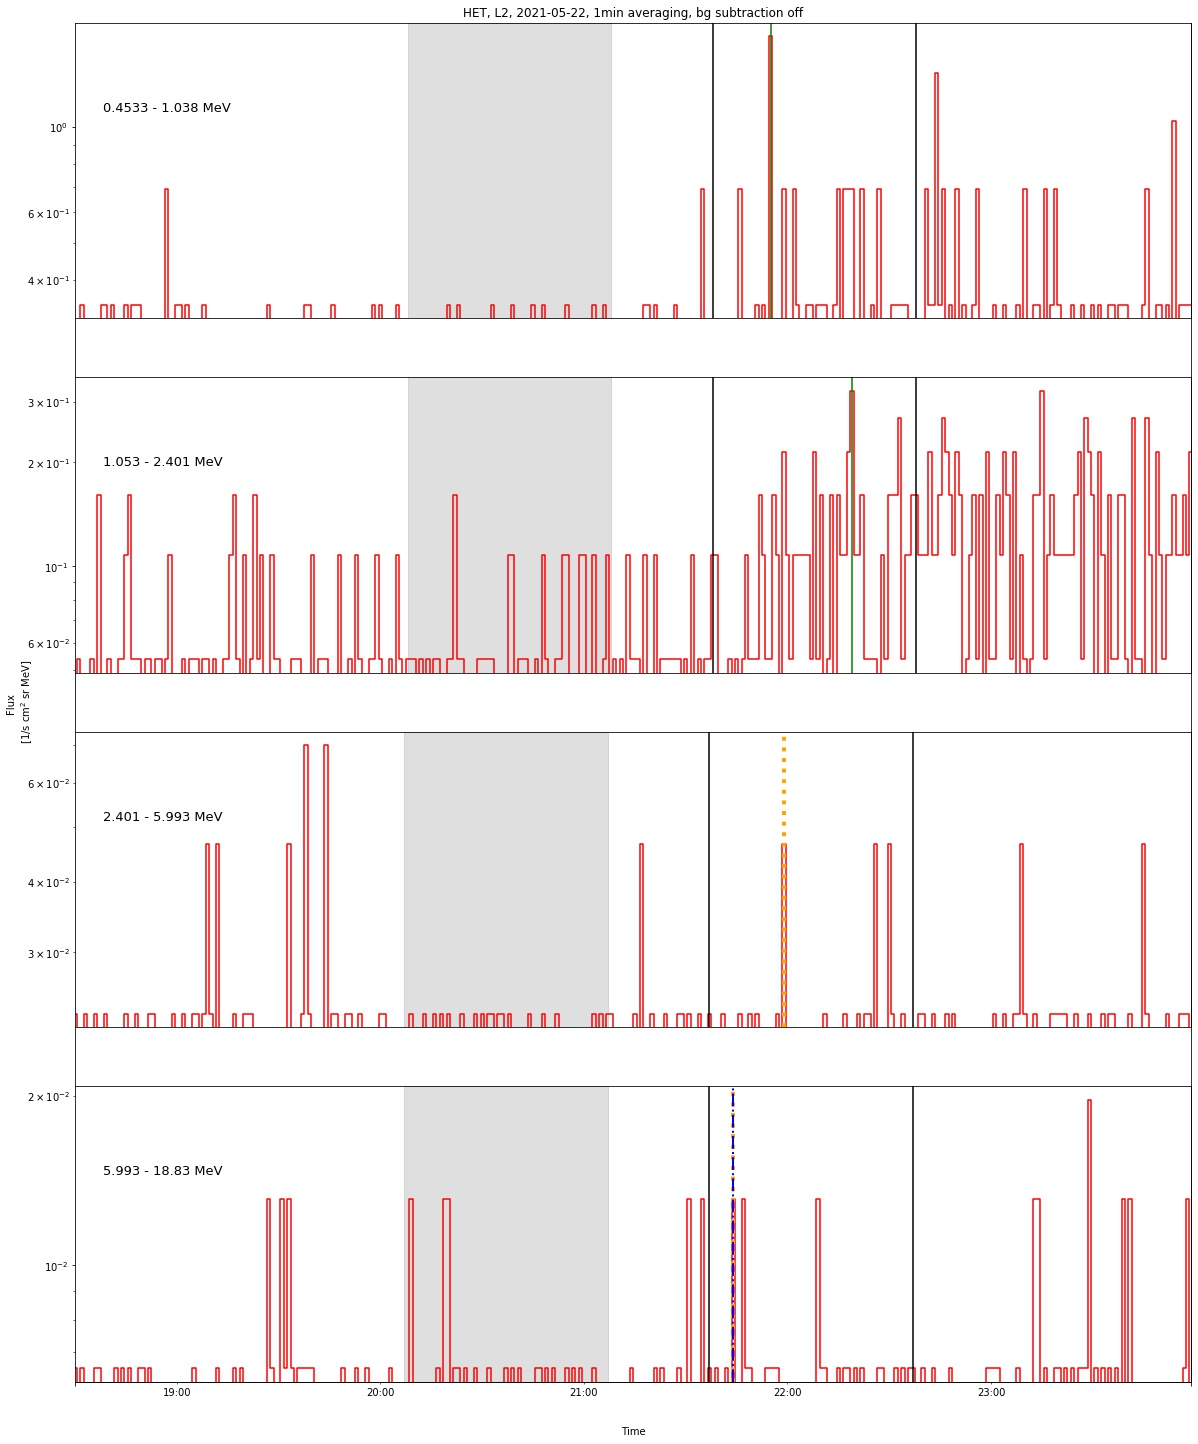 HET, L2, 2021-05-22, 1min averaging, bg subtraction off
0.4533 - 1.038 MeV
10⁰
6 × 10⁻¹
4 × 10⁻¹
3 × 10⁻¹
1.053 - 2.401 MeV
2 × 10⁻¹
10⁻¹
6 × 10⁻²
Flux
[1/s cm² sr MeV]
6 × 10⁻²
2.401 - 5.993 MeV
4 × 10⁻²
3 × 10⁻²
2 × 10⁻²
5.993 - 18.83 MeV
10⁻²
19:00 20:00 21:00 22:00 23:00
Time